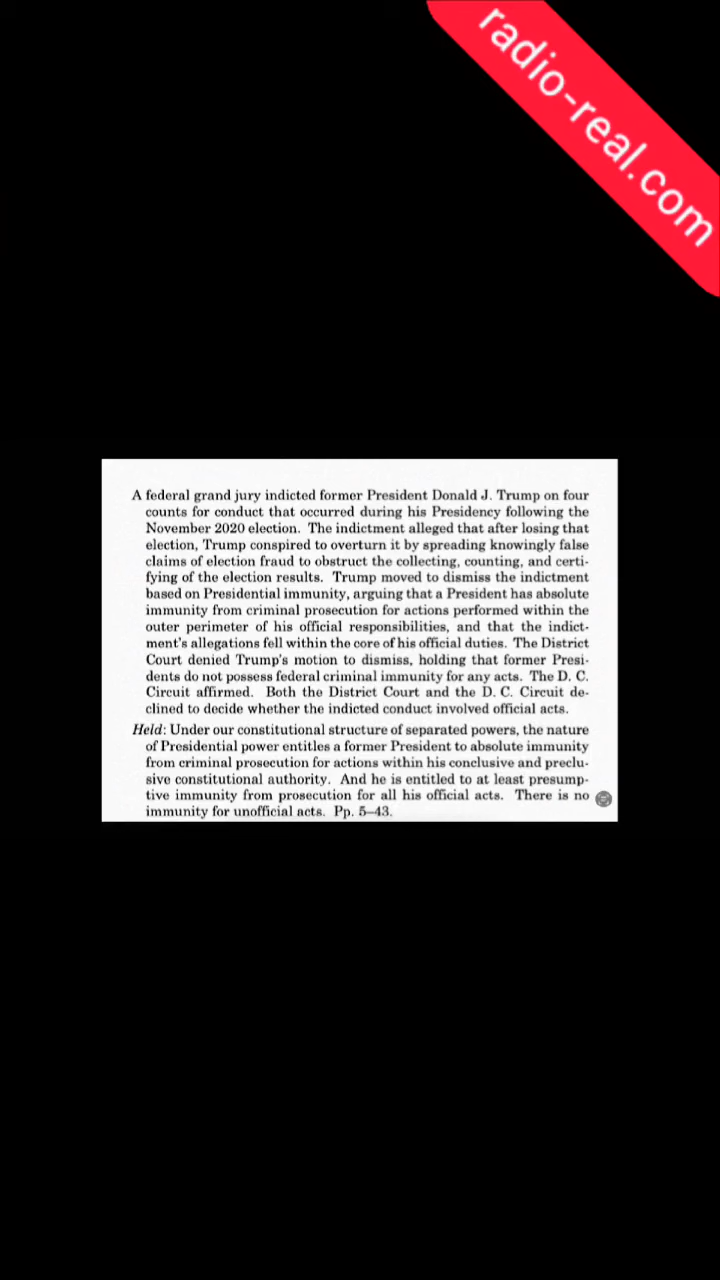 radio-real.com
A federal grand jury indicted former President Donald J. Trump on four
counts for conduct that occurred during his Presidency following the
November 2020 election. The indictment alleged that after losing that
election, Trump conspired to overturn it by spreading knowingly false
claims of election fraud to obstruct the collecting, counting, and certi-
fying of the election results. Trump moved to dismiss the indictment
based on Presidential immunity, arguing that a President has absolute
immunity from criminal prosecution for actions performed within the
outer perimeter of his official responsibilities, and that the indict-
ment's allegations fell within the core of his official duties. The District
Court denied Trump's motion to dismiss, holding that former Presi-
dents do not possess federal criminal immunity for any acts. The D. C.
Circuit affirmed. Both the District Court and the D. C. Circuit de-
clined to decide whether the indicted conduct involved official acts.
Held: Under our constitutional structure of separated powers, the nature
of Presidential power entitles a former President to absolute immunity
from criminal prosecution for actions within his conclusive and preclu-
sive constitutional authority. And he is entitled to at least presump-
tive immunity from prosecution for all his official acts. There is no
immunity for unofficial acts. Pp. 5–43.